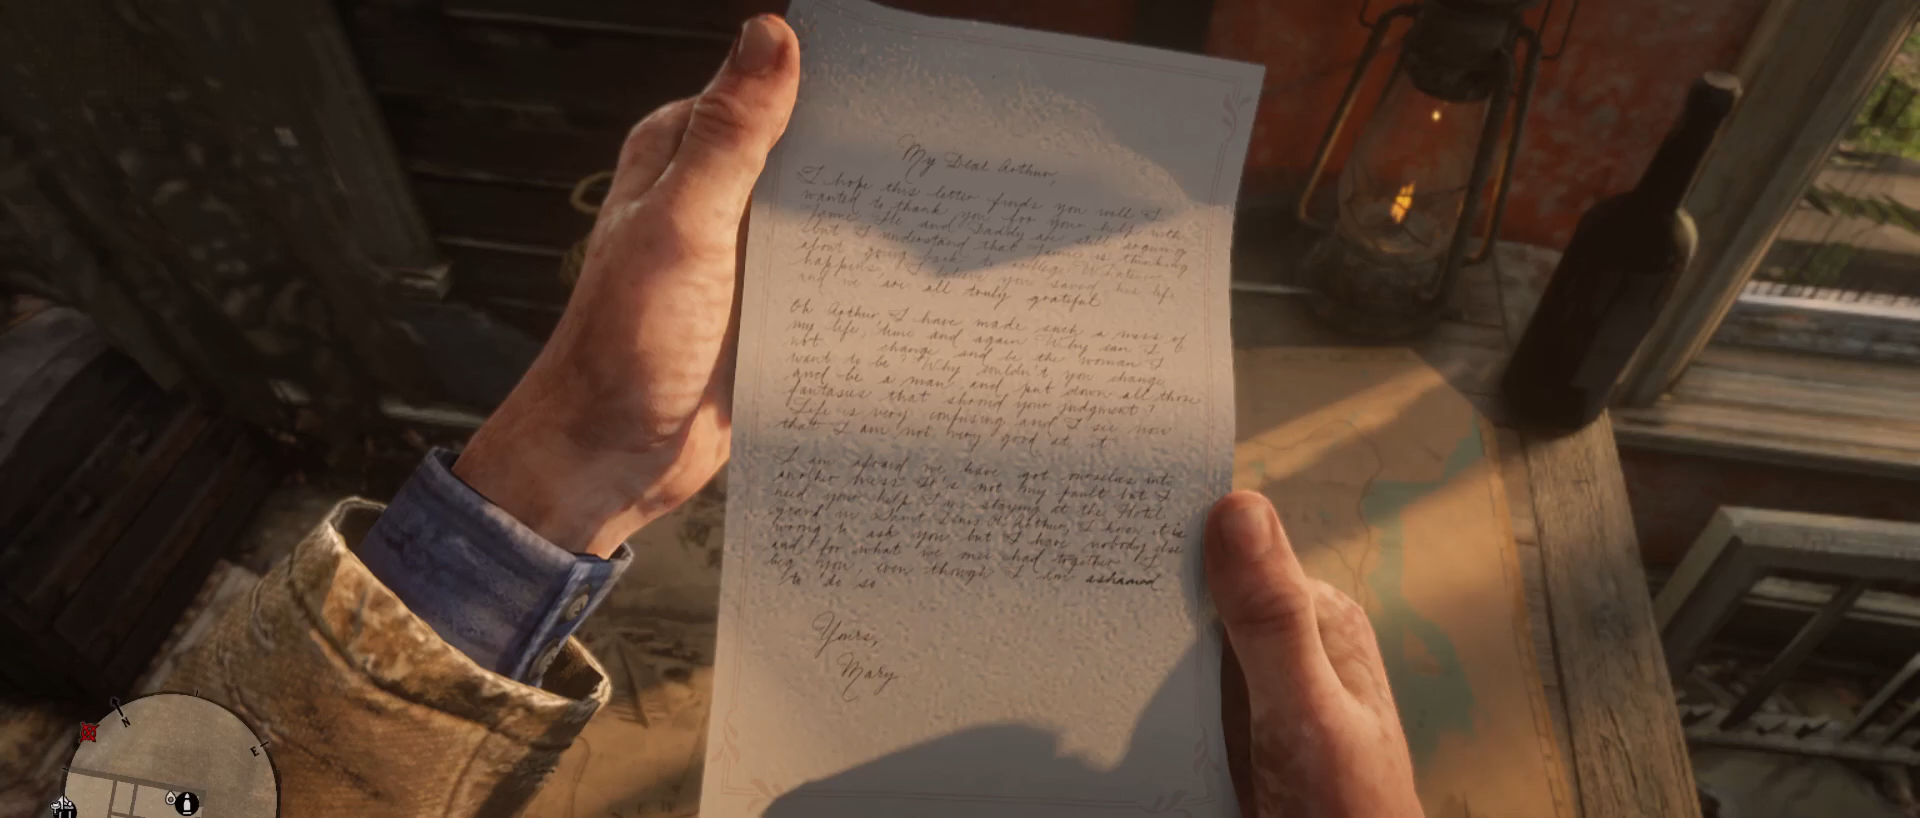 My Dear Arthur,
I hope this letter finds you well I
wanted to thank you for your help with
Jamie He and Daddy are still arguing
but I understand that Jamie is thinking
about going back to college. Whatever
happens, I believe you saved his life
and we are all truly grateful
Oh Arthur I have made such a mess of
my life, time and again Why can I
not change and be the woman I
want to be? Why couldn't you change
and be a man and put down all those
fantasies that shroud your judgment?
Life is very confusing and I see now
that I am not very good at it
I am afraid we have got ourselves into
another mess It's not my fault but I
need your help I am staying at the Hotel
grand in Saint Denis Oh Arthur, I know it is
wrong to ask you but I have nobody else
and for what we once had together I
beg you, even though I am ashamed
to do so
Yours,
Mary
N
E